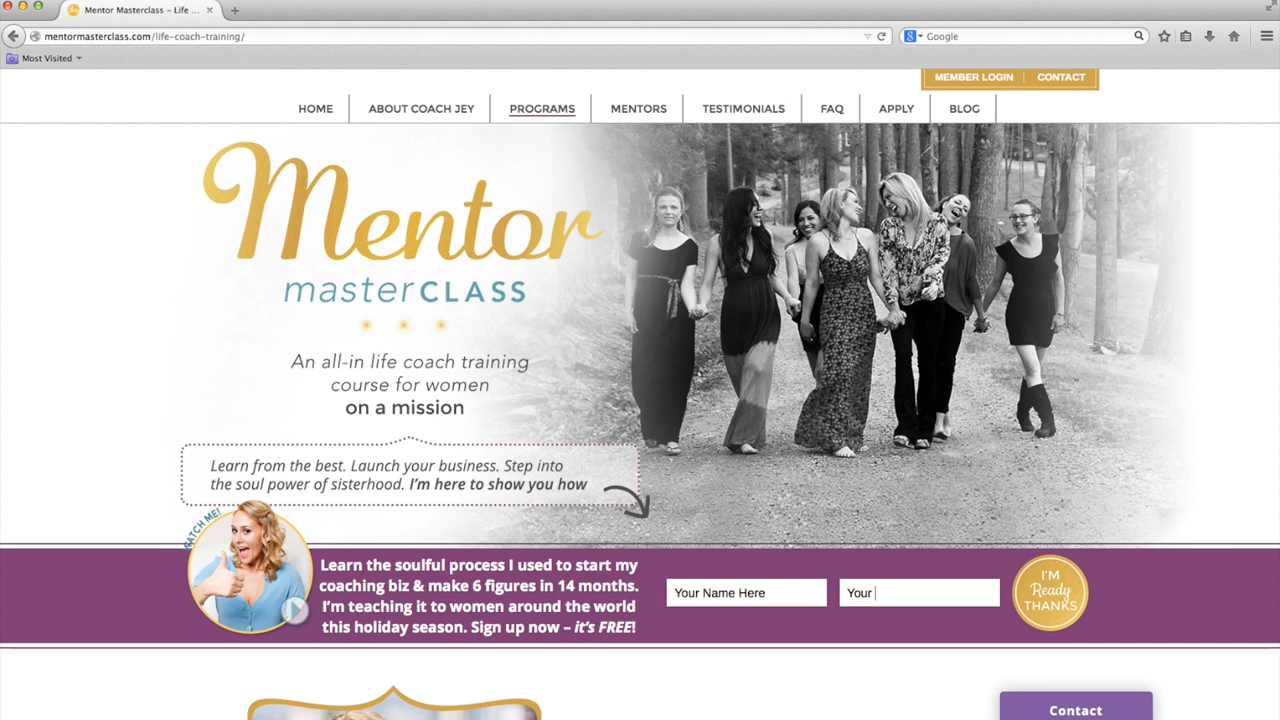 Mentor Masterclass – Life ...
mentormasterclass.com/life-coach-training/
Google
Most Visited
MEMBER LOGIN CONTACT
HOME ABOUT COACH JEY PROGRAMS MENTORS TESTIMONIALS FAQ APPLY BLOG
Mentor
masterCLASS
An all-in life coach training
course for women
on a mission
Learn from the best. Launch your business. Step into
the soul power of sisterhood. I'm here to show you how
WATCH ME!
Learn the soulful process I used to start my
coaching biz & make 6 figures in 14 months.
I'm teaching it to women around the world
this holiday season. Sign up now – it's FREE!
Your Name Here
Your
I'M
Ready
THANKS
Contact